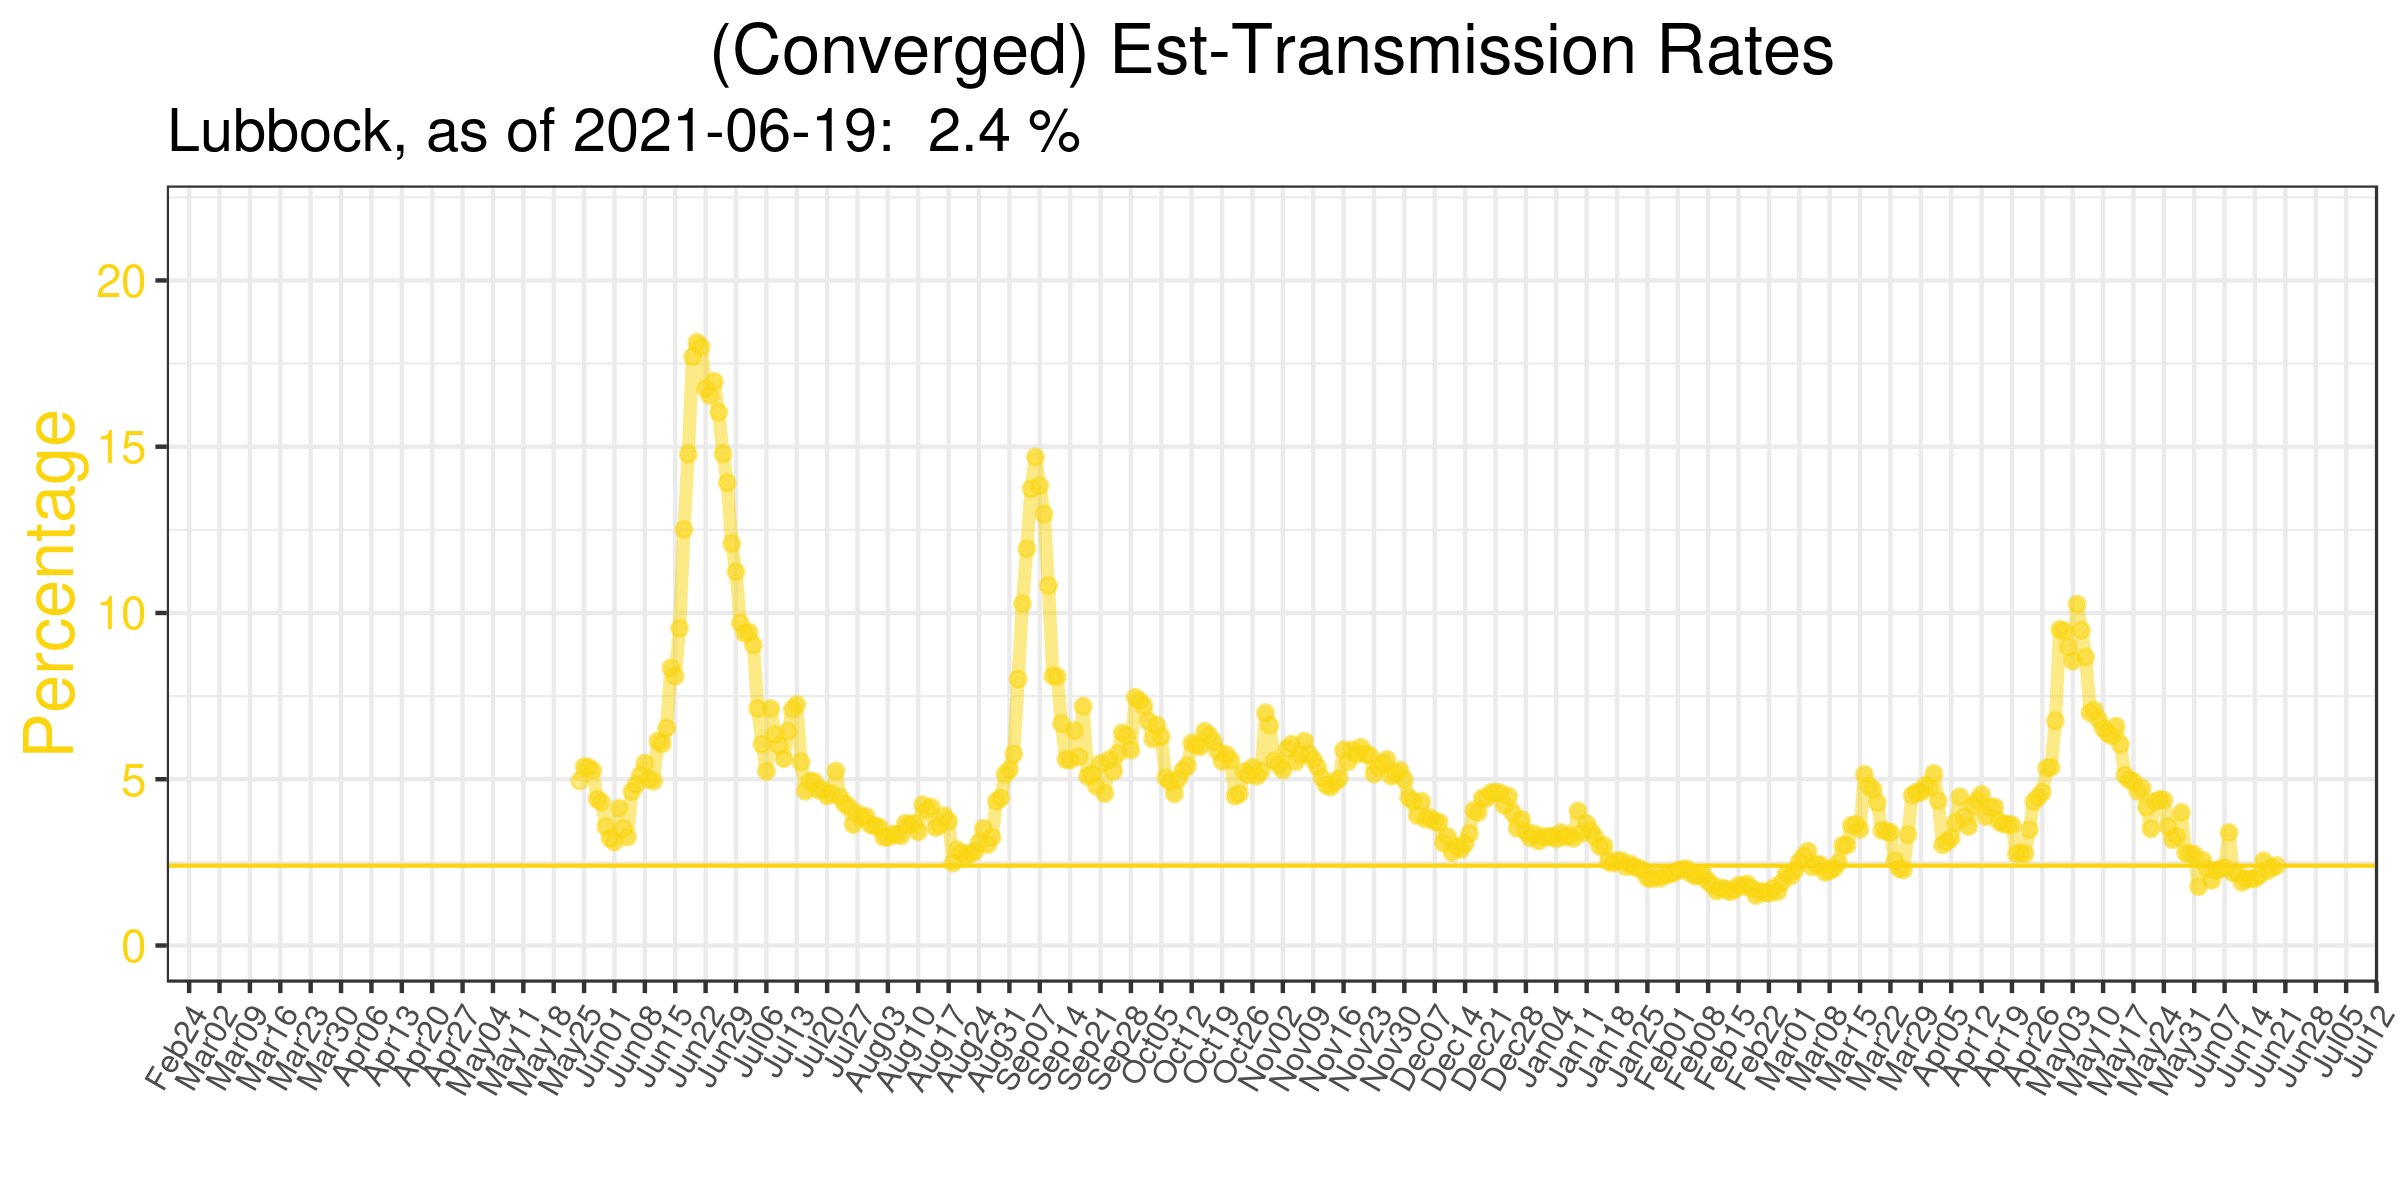 (Converged) Est-Transmission Rates
Lubbock, as of 2021-06-19: 2.4 %
Percentage
20
15
10
5
0
Feb24
Mar02
Mar09
Mar16
Mar23
Mar30
Apr06
Apr13
Apr20
Apr27
May04
May11
May18
May25
Jun01
Jun08
Jun15
Jun22
Jun29
Jul06
Jul13
Jul20
Jul27
Aug03
Aug10
Aug17
Aug24
Aug31
Sep07
Sep14
Sep21
Sep28
Oct05
Oct12
Oct19
Oct26
Nov02
Nov09
Nov16
Nov23
Nov30
Dec07
Dec14
Dec21
Dec28
Jan04
Jan11
Jan18
Jan25
Feb01
Feb08
Feb15
Feb22
Mar01
Mar08
Mar15
Mar22
Mar29
Apr05
Apr12
Apr19
Apr26
May03
May10
May17
May24
May31
Jun07
Jun14
Jun21
Jun28
Jul05
Jul12